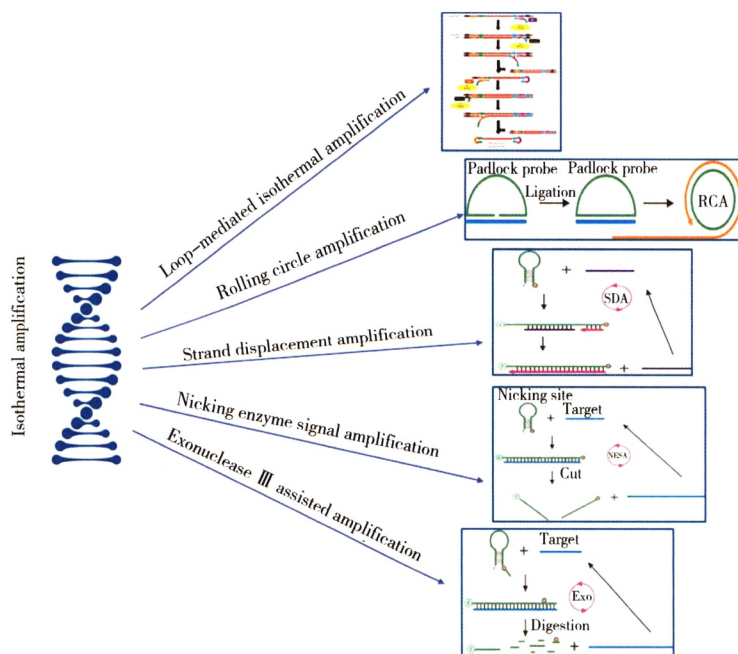 Isothermal amplification
Loop-mediated isothermal amplification
Rolling circle amplification
Strand displacement amplification
Nicking enzyme signal amplification
Exonuclease Ⅲ assisted amplification
Padlock probe
Padlock probe
Ligation
RCA
+
SDA
+
Nicking site
+ Target
NESA
Cut
+
+ Target
Exo
Digestion
+